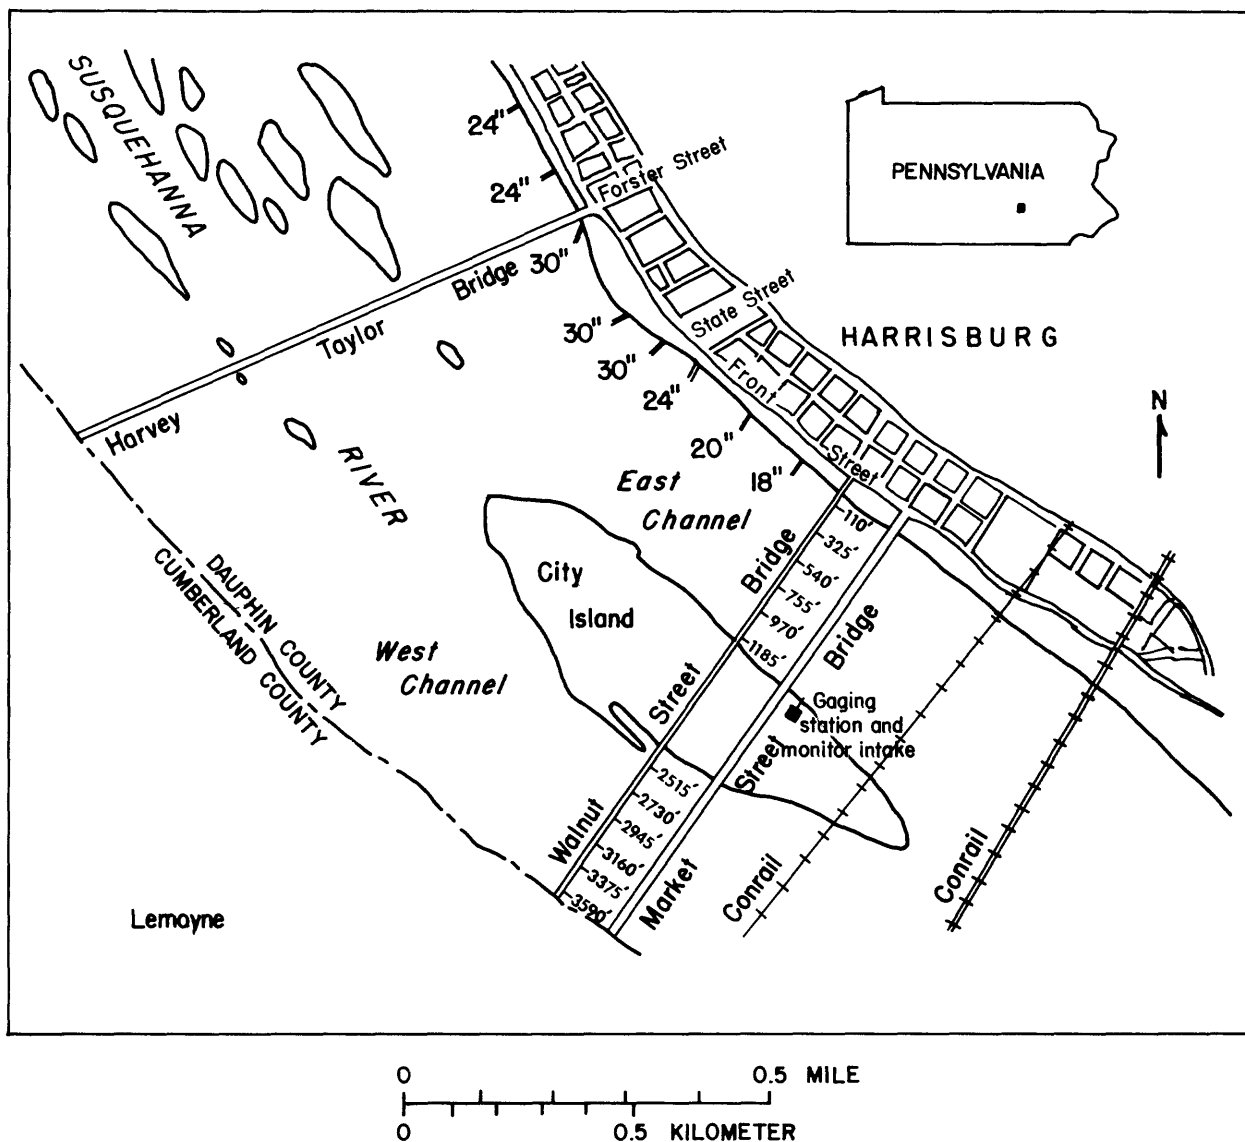 SUSQUEHANNA
RIVER
24"
24"
30"
30"
30"
24"
20"
18"
Forster Street
State Street
Front Street
PENNSYLVANIA
HARRISBURG
N
Harvey Taylor Bridge
East
Channel
City
Island
West
Channel
DAUPHIN COUNTY
CUMBERLAND COUNTY
Walnut Street Bridge
110'
325'
540'
755'
970'
1185'
2515'
2730'
2945'
3160'
3375'
3590'
Market Street Bridge
Gaging
station and
monitor intake
Conrail
Conrail
Lemoyne
0 0.5 MILE
0 0.5 KILOMETER